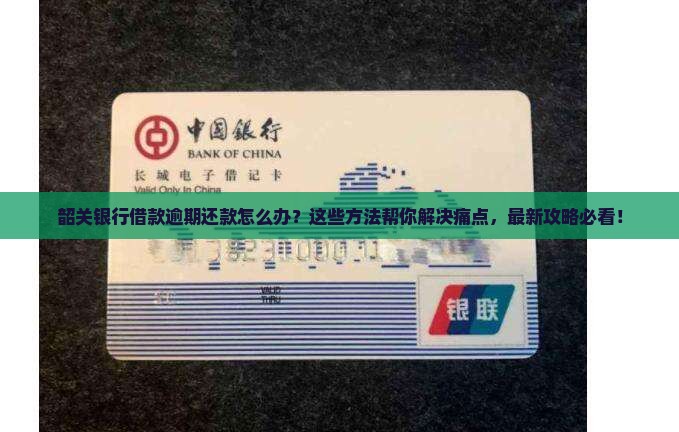 中国銀行
BANK OF CHINA
长城电子借记卡
Valid Only In China
韶关银行借款逾期还款怎么办？这些方法帮你解决痛点，最新攻略必看！
VALID
THRU
银联